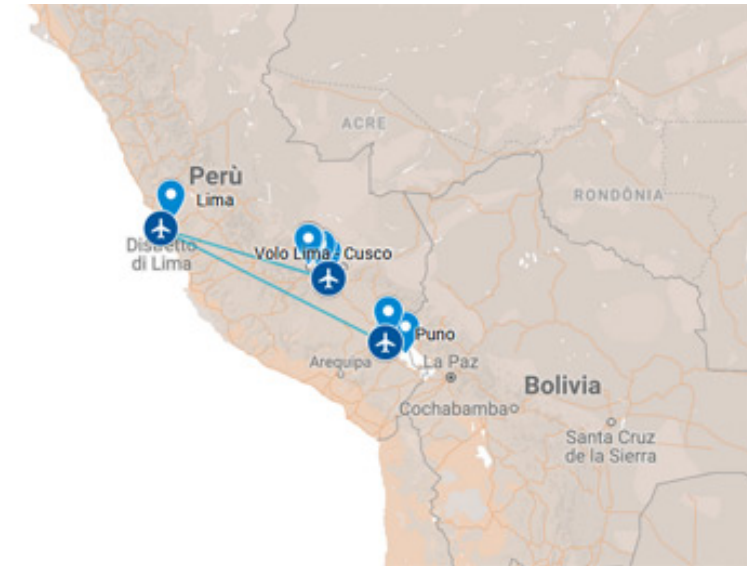 ACRE
Perù
Lima
RONDÔNIA
Distretto
di Lima
Volo Lima - Cusco
Puno
Arequipa
La Paz
Bolivia
Cochabamba
Santa Cruz
de la Sierra